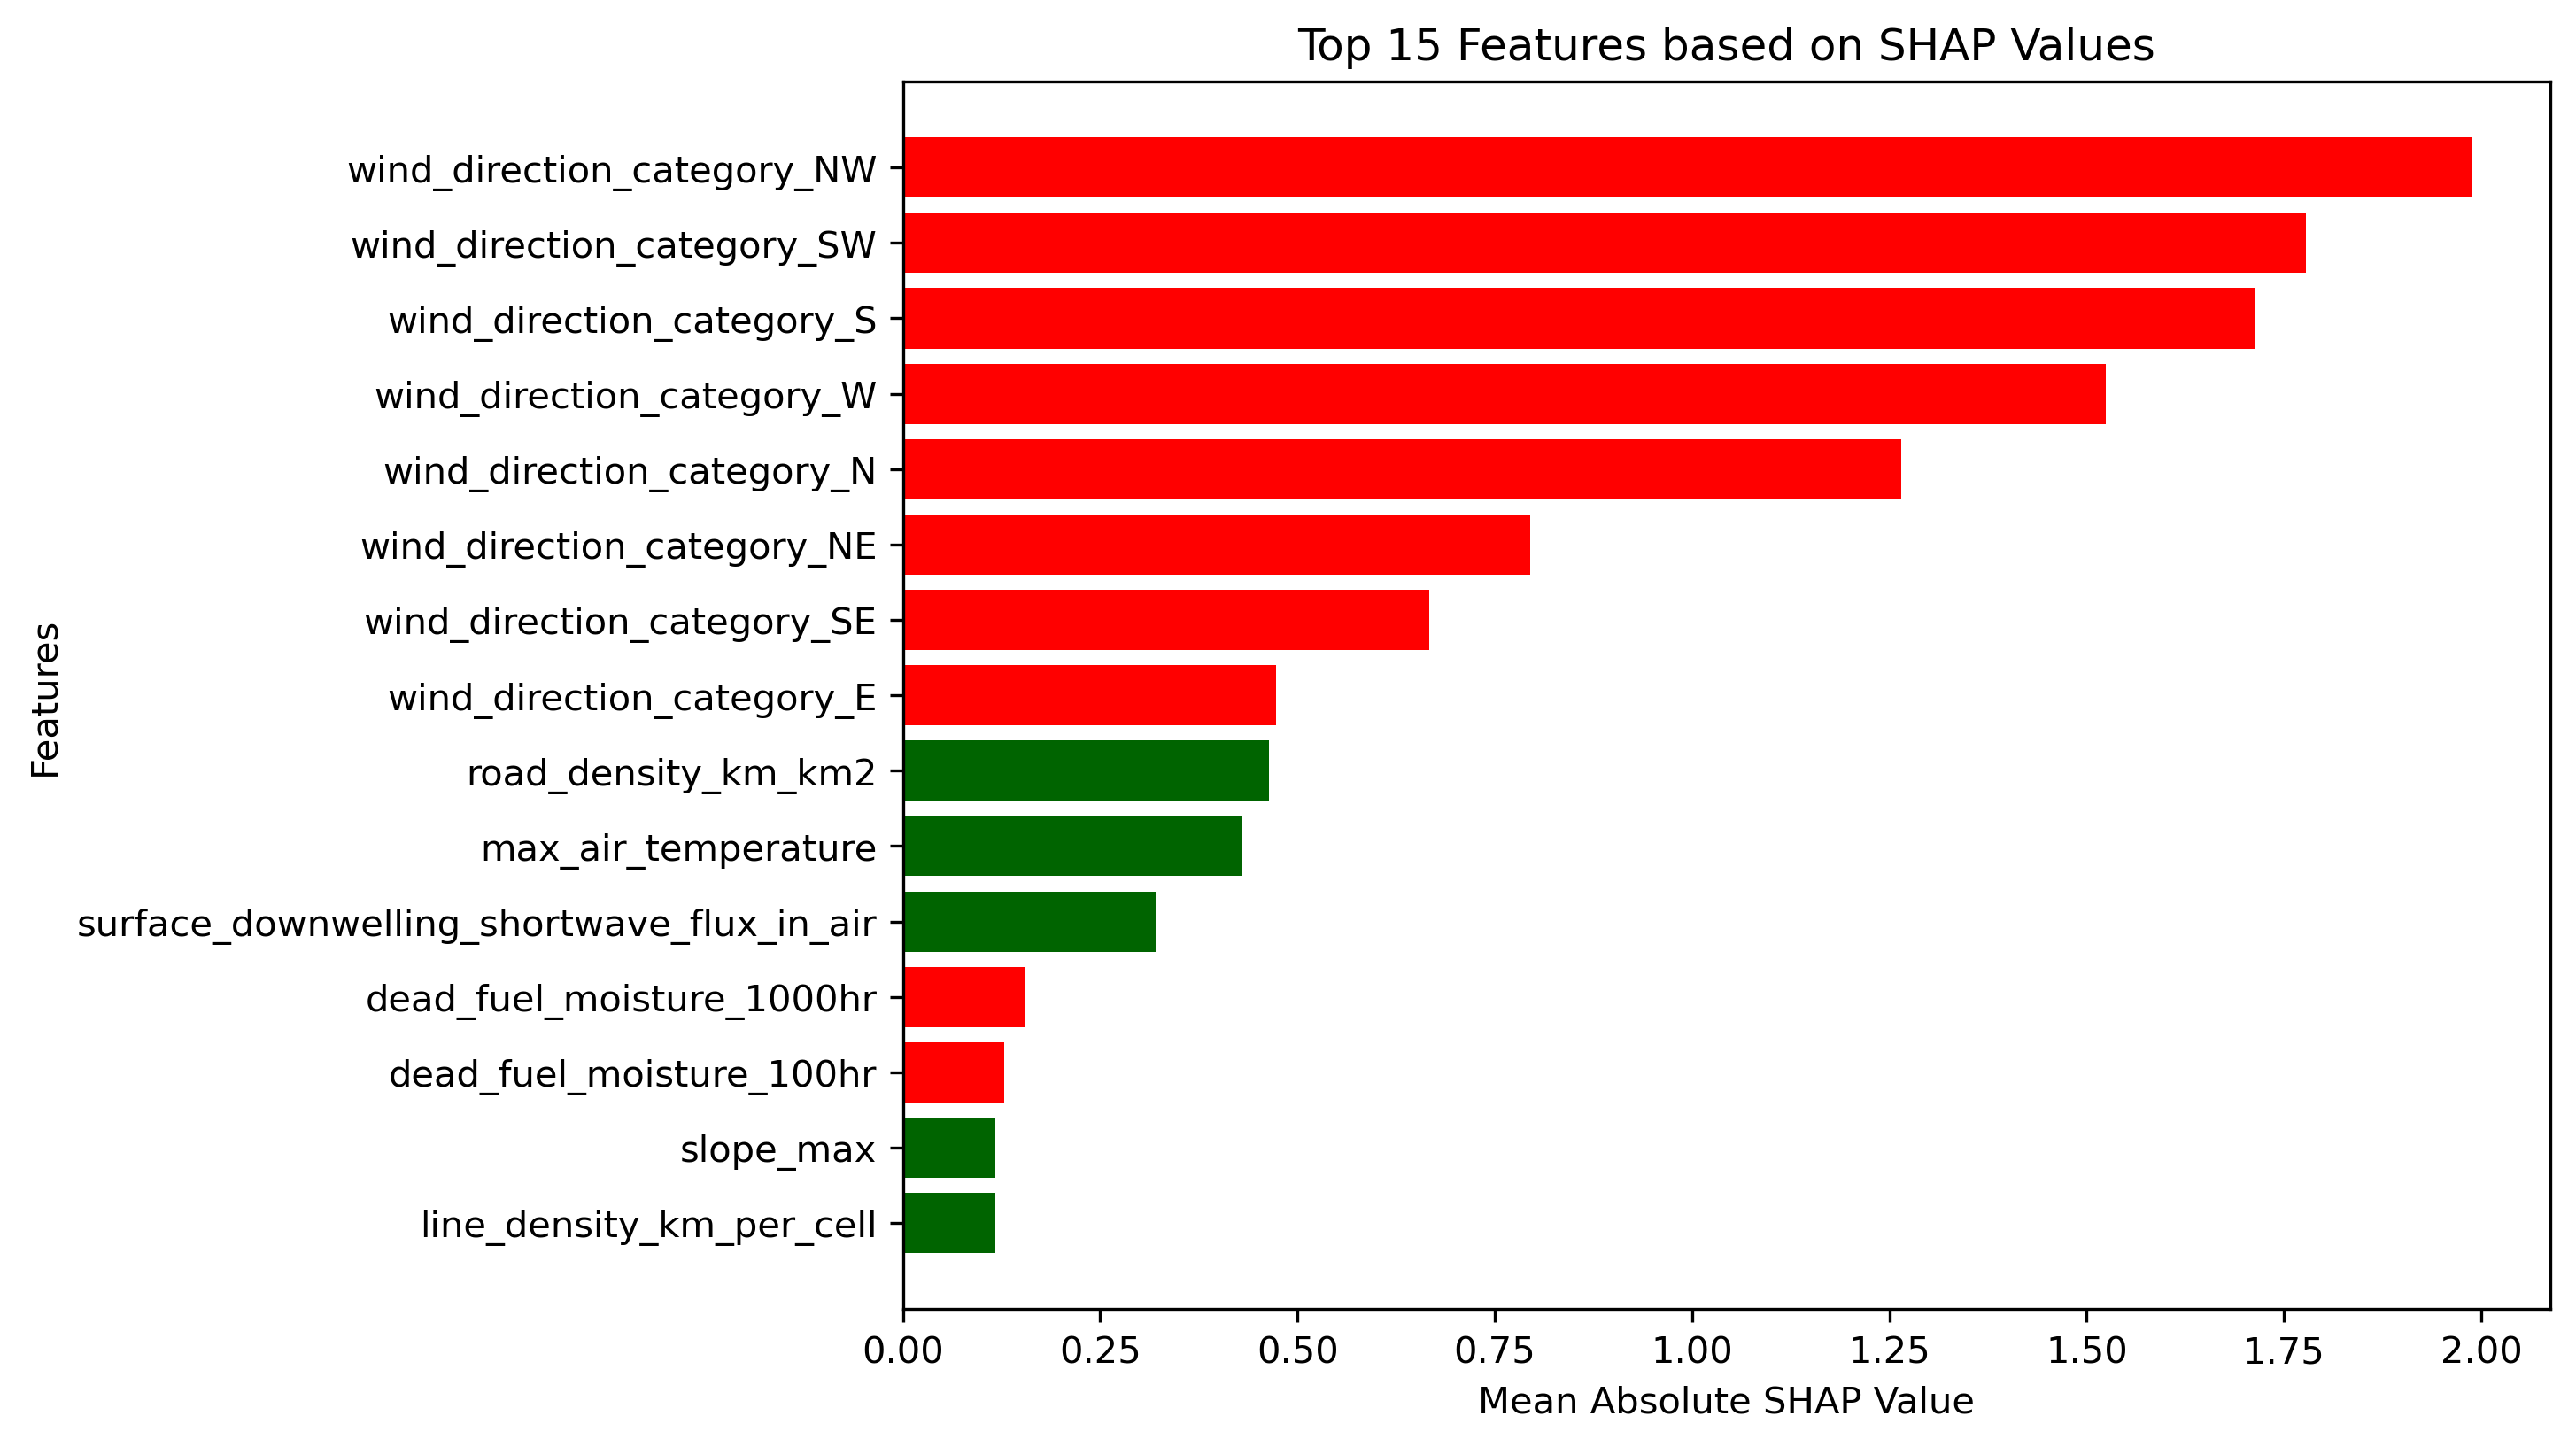 Top 15 Features based on SHAP Values
Features
wind_direction_category_NW
wind_direction_category_SW
wind_direction_category_S
wind_direction_category_W
wind_direction_category_N
wind_direction_category_NE
wind_direction_category_SE
wind_direction_category_E
road_density_km_km2
max_air_temperature
surface_downwelling_shortwave_flux_in_air
dead_fuel_moisture_1000hr
dead_fuel_moisture_100hr
slope_max
line_density_km_per_cell
0.00 0.25 0.50 0.75 1.00 1.25 1.50 1.75 2.00
Mean Absolute SHAP Value